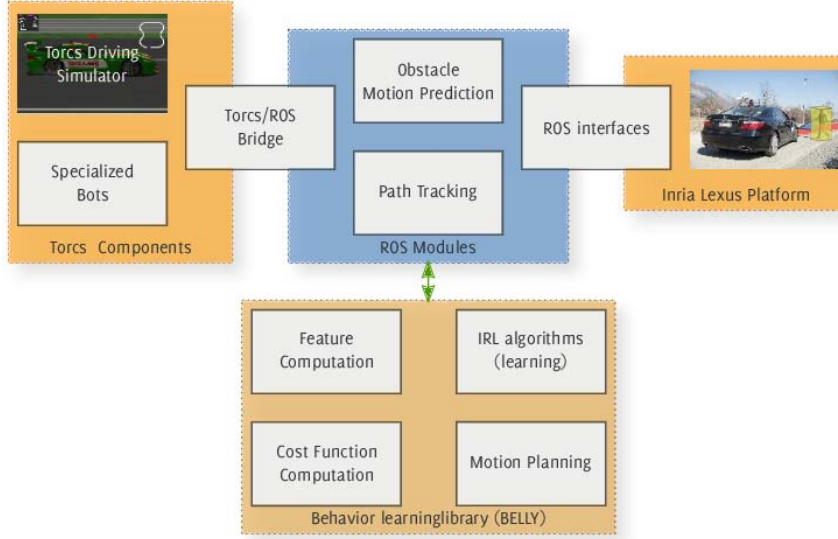 Torcs Driving
Simulator
Specialized
Bots
Torcs Components
Torcs/ROS
Bridge
Obstacle
Motion Prediction
Path Tracking
ROS Modules
ROS interfaces
Inria Lexus Platform
Feature
Computation
IRL algorithms
(learning)
Cost Function
Computation
Motion Planning
Behavior learninglibrary (BELLY)